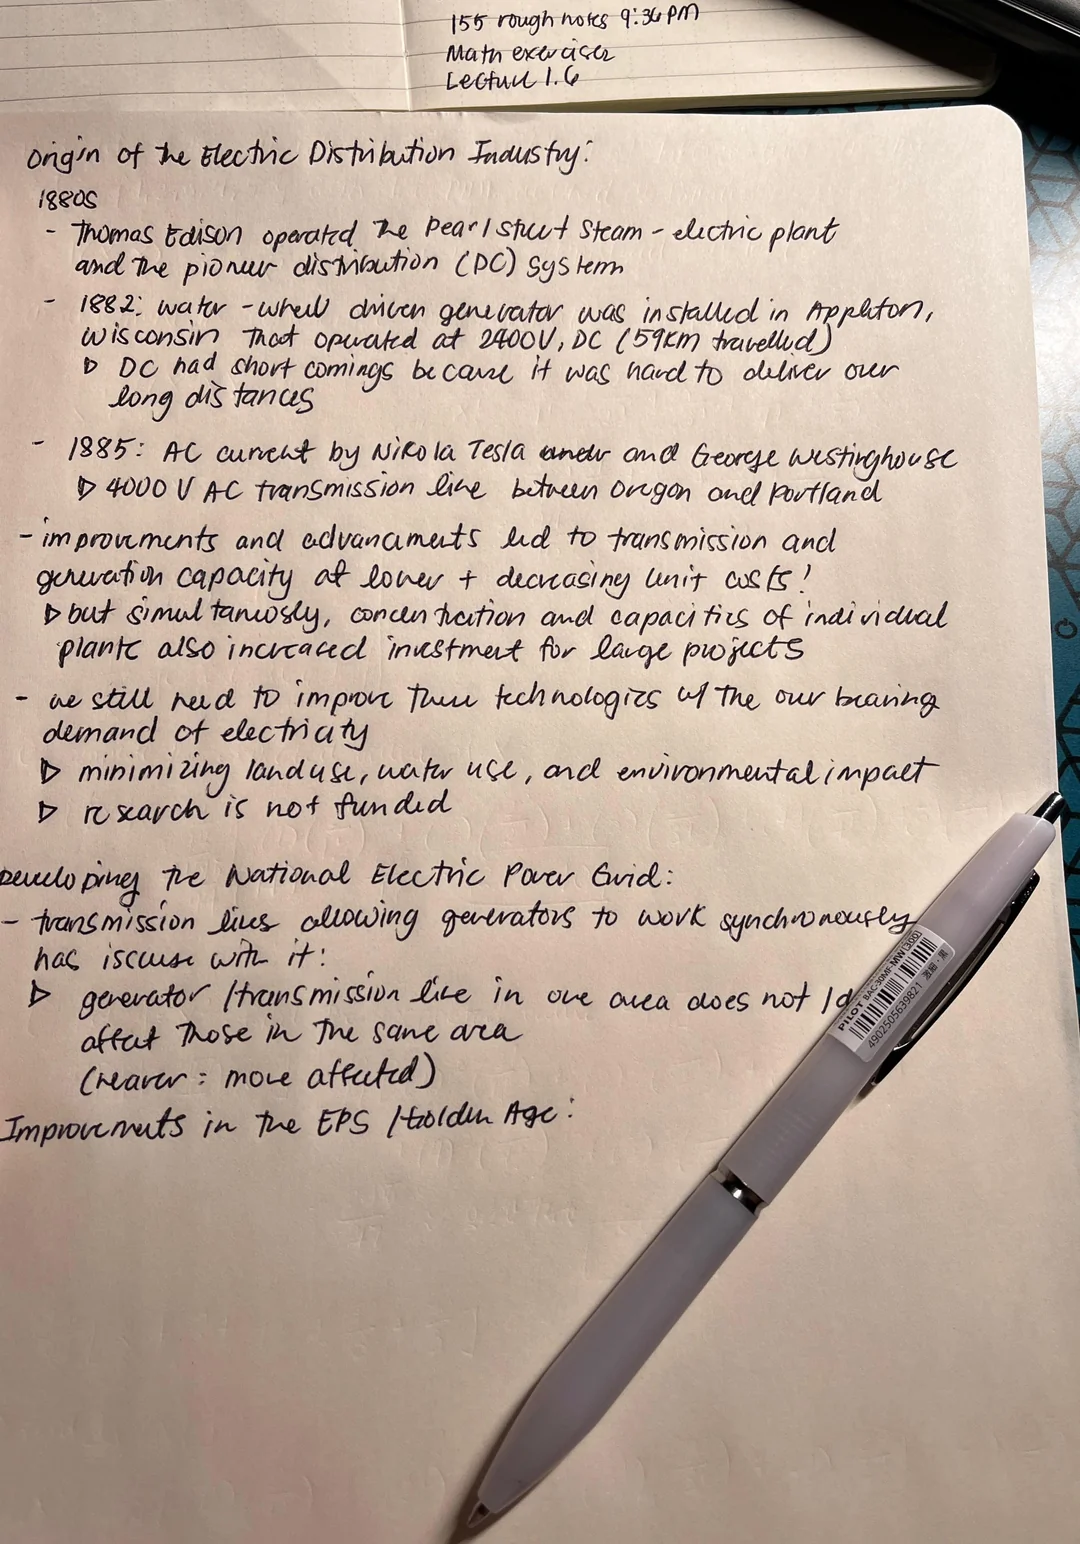 155 rough notes 9:36 PM
Math exercises
Lecture 1.6
Origin of the Electric Distribution Industry:
1880s
- Thomas Edison operated the Pearl street Steam-electric plant
and the pioneer distribution (DC) system
- 1882: water-wheel driven generator was installed in Appleton,
Wisconsin that operated at 2400V, DC (59km travelled)
▷ DC had short comings because it was hard to deliver over
long distances
- 1885: AC current by Nikola Tesla and George Westinghouse
▷ 4000 V AC transmission line between Oregon and Portland
- improvements and advancements led to transmission and
generation capacity at lower + decreasing unit costs!
▷ but simultaniosly, concentration and capacities of individual
plants also increased investment for large projects
- we still need to improve these technologies w/ the our bearing
demand of electricity
▷ minimizing land use, water use, and environmental impact
▷ research is not funded
Developing the National Electric Power Grid:
- transmission lines allowing generators to work synchronously
has issuse with it:
▷ generator / transmission line in one area does not /
affect those in the same area
(nearer = more affected)
Improvements in the EPS / Golden Age:
PILOT BAC-30MF-MW(300)
4902505639821 黒